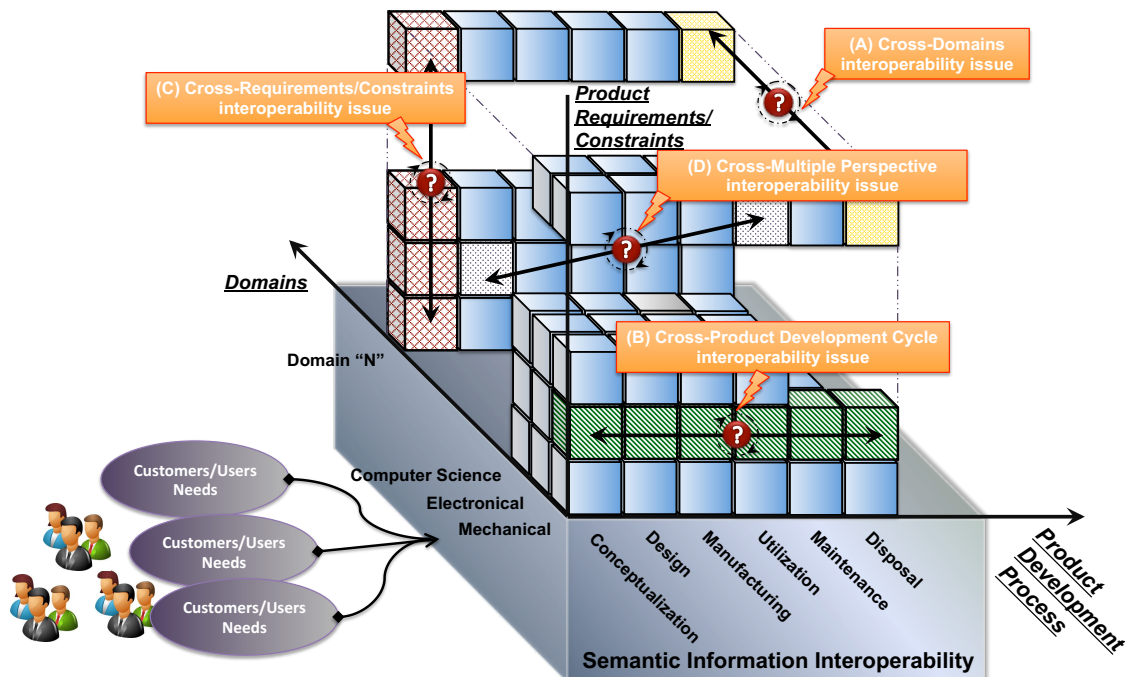 (A) Cross-Domains
interoperability issue
(C) Cross-Requirements/Constraints
interoperability issue
Product
Requirements/
Constraints
?
?
(D) Cross-Multiple Perspective
interoperability issue
?
Domains
(B) Cross-Product Development Cycle
interoperability issue
Domain “N”
?
Customers/Users
Needs
Computer Science
Electronical
Mechanical
Customers/Users
Needs
Customers/Users
Needs
Conceptualization
Design
Manufacturing
Utilization
Maintenance
Disposal
Product
Development
Process
Semantic Information Interoperability